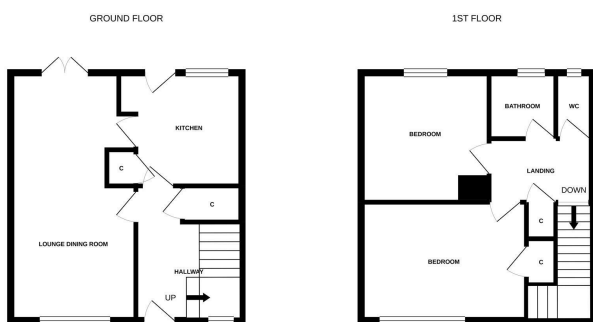 GROUND FLOOR
1ST FLOOR
KITCHEN
C
C
LOUNGE DINING ROOM
HALLWAY
UP
BATHROOM
WC
BEDROOM
LANDING
DOWN
C
BEDROOM
C